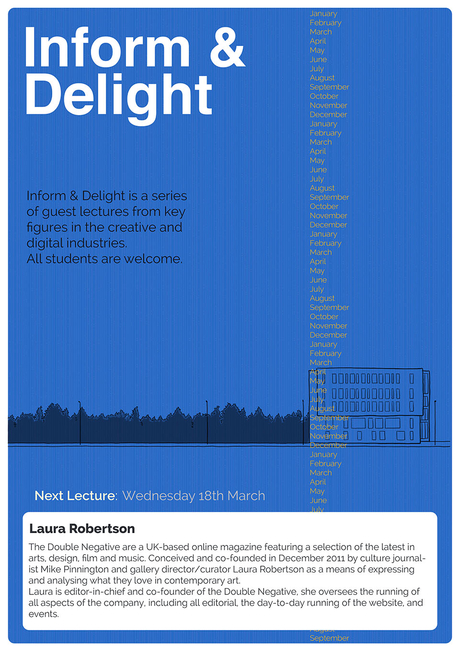 Inform &
Delight
Inform & Delight is a series
of guest lectures from key
figures in the creative and
digital industries.
All students are welcome.
January
February
March
April
May
June
July
August
September
October
November
December
January
February
March
April
May
June
July
August
September
October
November
December
January
February
March
April
May
June
July
August
September
October
November
December
January
February
March
April
May
June
July
August
September
October
November
December
January
February
March
April
May
June
July
Next Lecture: Wednesday 18th March
Laura Robertson
The Double Negative are a UK-based online magazine featuring a selection of the latest in
arts, design, film and music. Conceived and co-founded in December 2011 by culture journal-
ist Mike Pinnington and gallery director/curator Laura Robertson as a means of expressing
and analysing what they love in contemporary art.
Laura is editor-in-chief and co-founder of the Double Negative, she oversees the running of
all aspects of the company, including all editorial, the day-to-day running of the website, and
events.
August
September